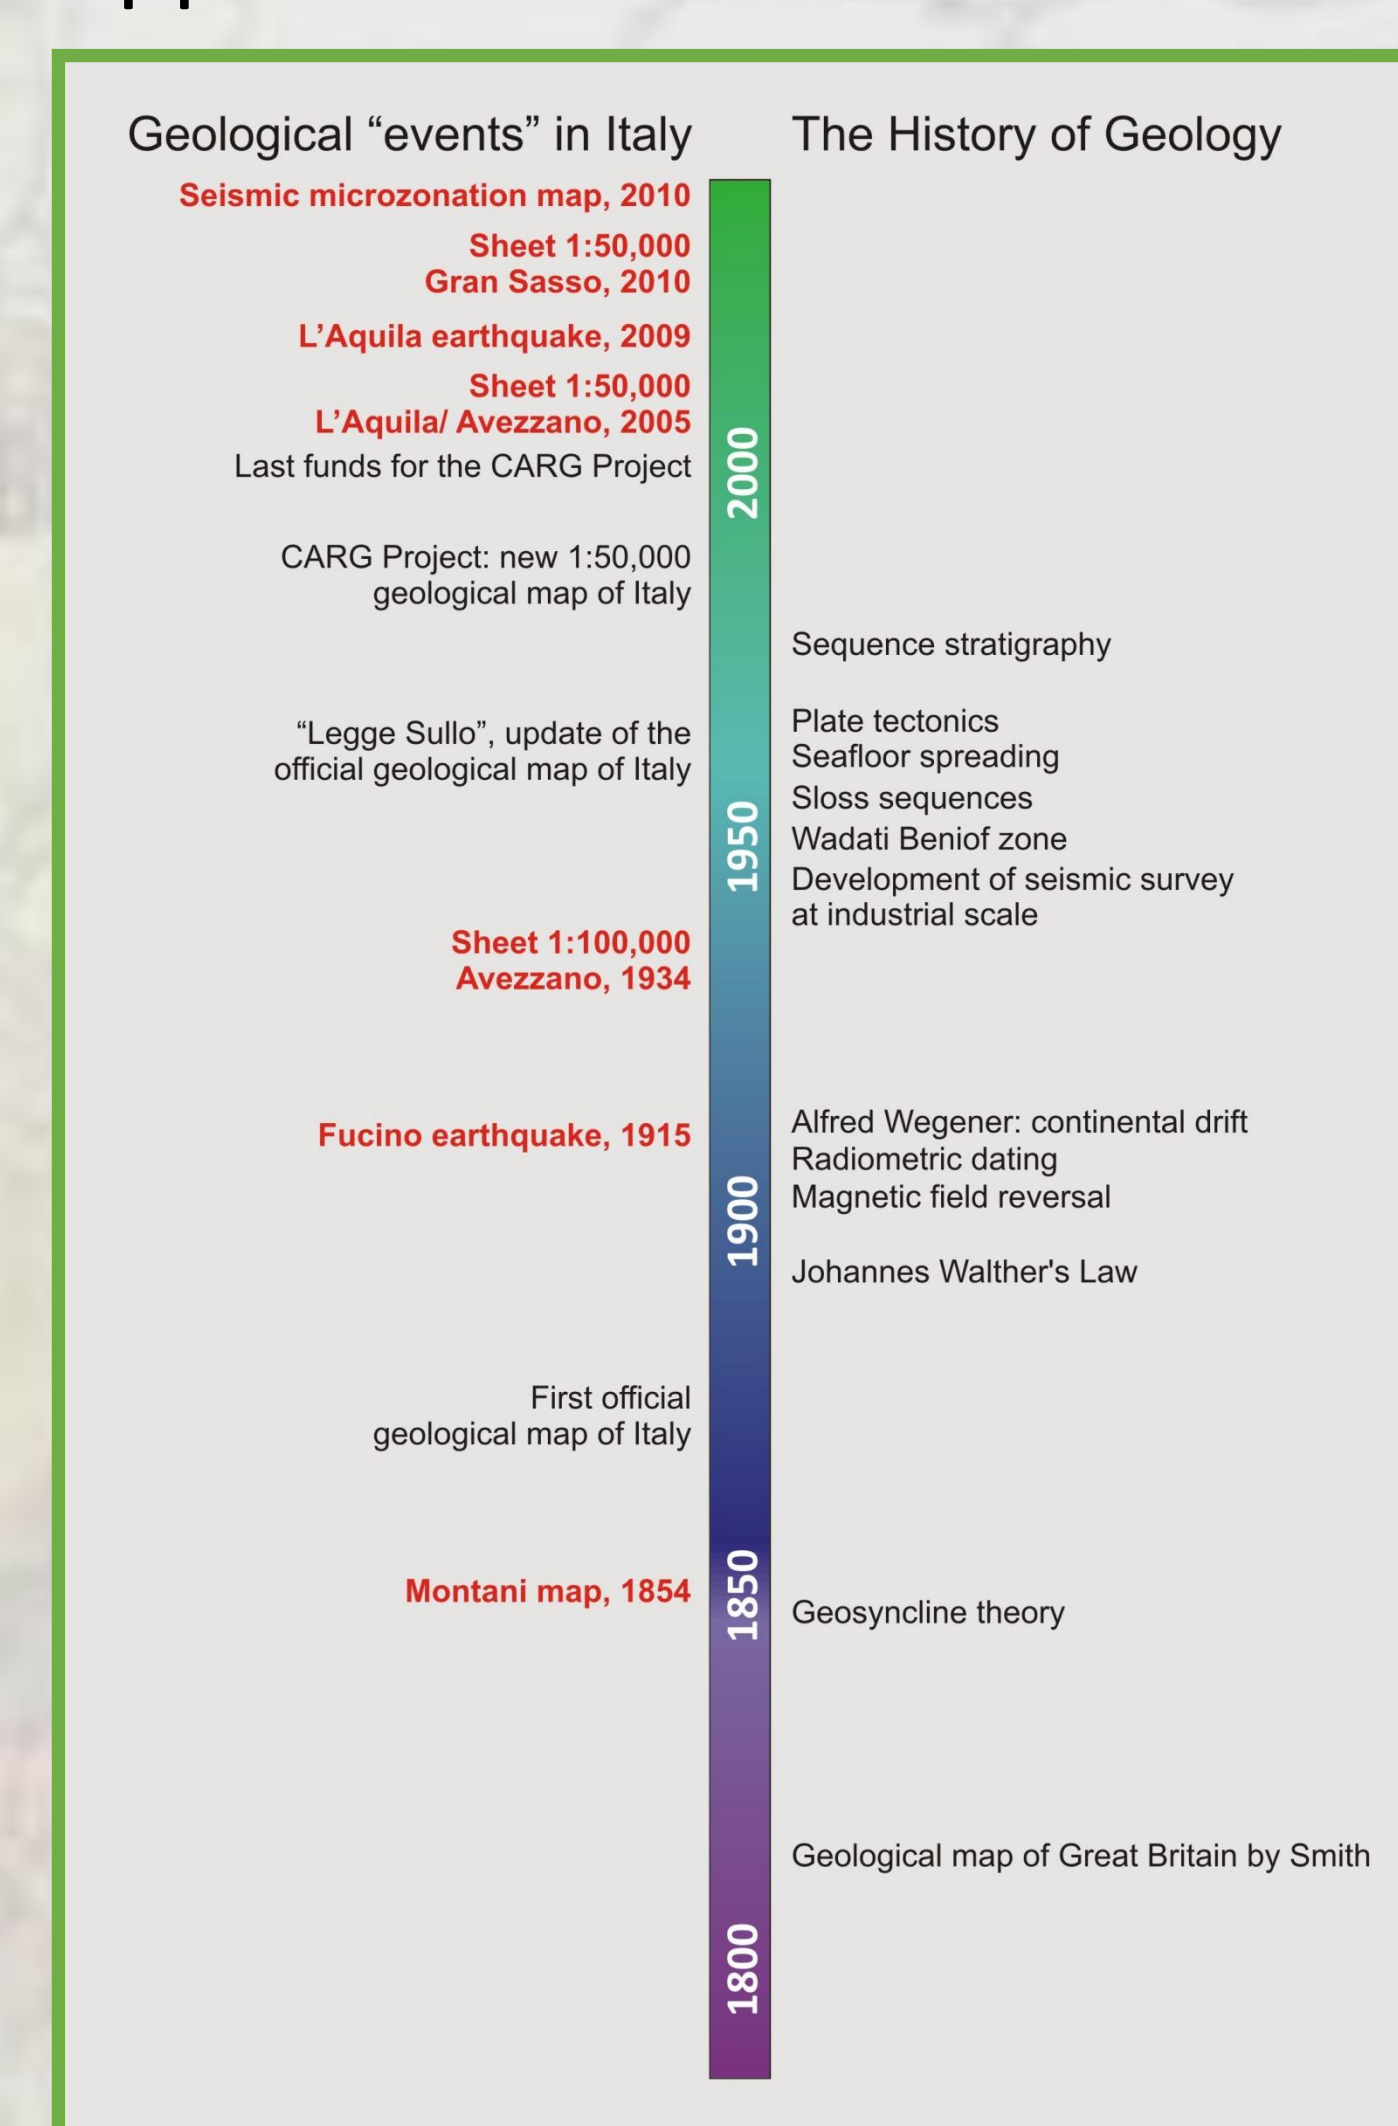 Geological “events” in Italy
Seismic microzonation map, 2010
Sheet 1:50,000
Gran Sasso, 2010
L’Aquila earthquake, 2009
Sheet 1:50,000
L’Aquila/ Avezzano, 2005
Last funds for the CARG Project
CARG Project: new 1:50,000
geological map of Italy
“Legge Sullo”, update of the
official geological map of Italy
Sheet 1:100,000
Avezzano, 1934
Fucino earthquake, 1915
First official
geological map of Italy
Montani map, 1854
2000
1950
1900
1850
1800
The History of Geology
Sequence stratigraphy
Plate tectonics
Seafloor spreading
Sloss sequences
Wadati Beniof zone
Development of seismic survey
at industrial scale
Alfred Wegener: continental drift
Radiometric dating
Magnetic field reversal
Johannes Walther's Law
Geosyncline theory
Geological map of Great Britain by Smith